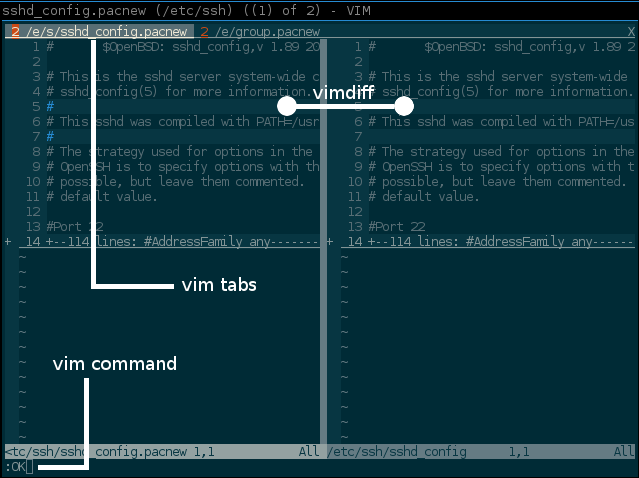 sshd_config.pacnew (/etc/ssh) ((1) of 2) - VIM
2 /e/s/sshd_config.pacnew 2 /e/group.pacnew X
1 # $OpenBSD: sshd_config,v 1.89 20
2
3 # This is the sshd server system-wide c
4 # sshd_config(5) for more information.
5 #
6 # This sshd was compiled with PATH=/usr
7 #
8 # The strategy used for options in the
9 # OpenSSH is to specify options with th
10 # possible, but leave them commented.
11 # default value.
12
13 #Port 22
+ 14 +--114 lines: #AddressFamily any-------
1 # $OpenBSD: sshd_config,v 1.89 2
2
3 # This is the sshd server system-wide
4 # sshd_config(5) for more information.
5
6 # This sshd was compiled with PATH=/us
7 #
8 # The strategy used for options in the
9 # OpenSSH is to specify options with t
10 # possible, but leave them commented.
11 # default value.
12
13 #Port 22
+ 14 +--114 lines: #AddressFamily any------
vimdiff
vim tabs
vim command
<tc/ssh/sshd_config.pacnew 1,1 All
/etc/ssh/sshd_config 1,1 All
:OK